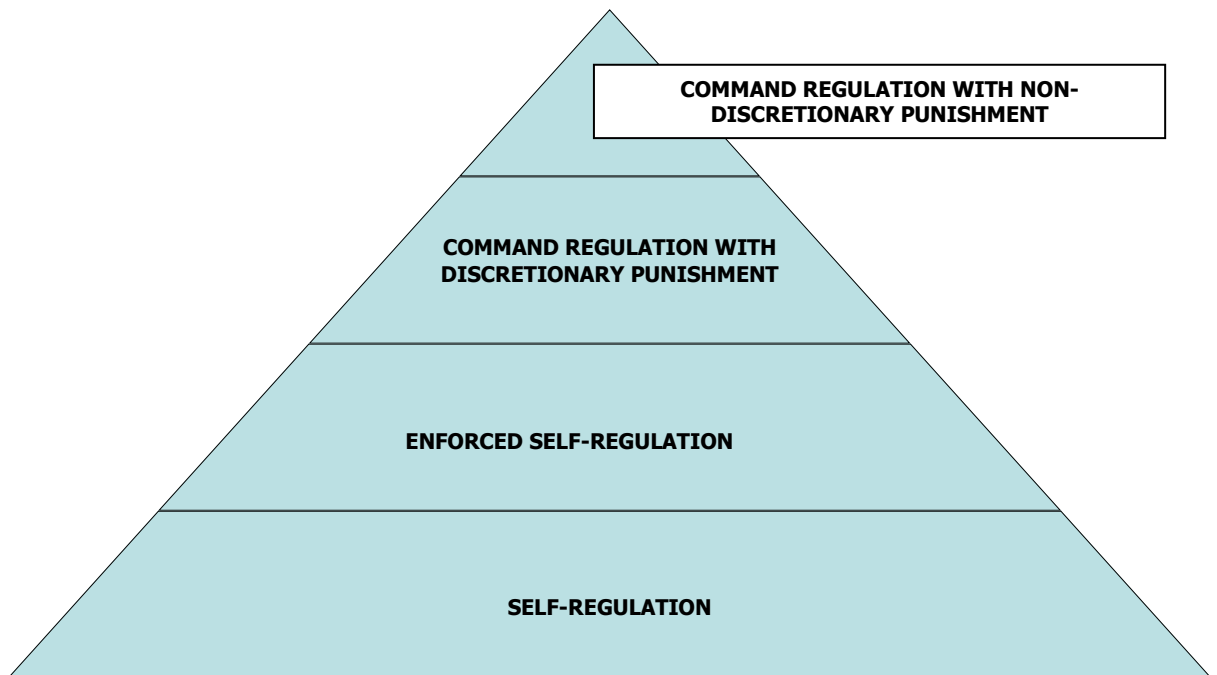 COMMAND REGULATION WITH NON-
DISCRETIONARY PUNISHMENT
COMMAND REGULATION WITH
DISCRETIONARY PUNISHMENT
ENFORCED SELF-REGULATION
SELF-REGULATION